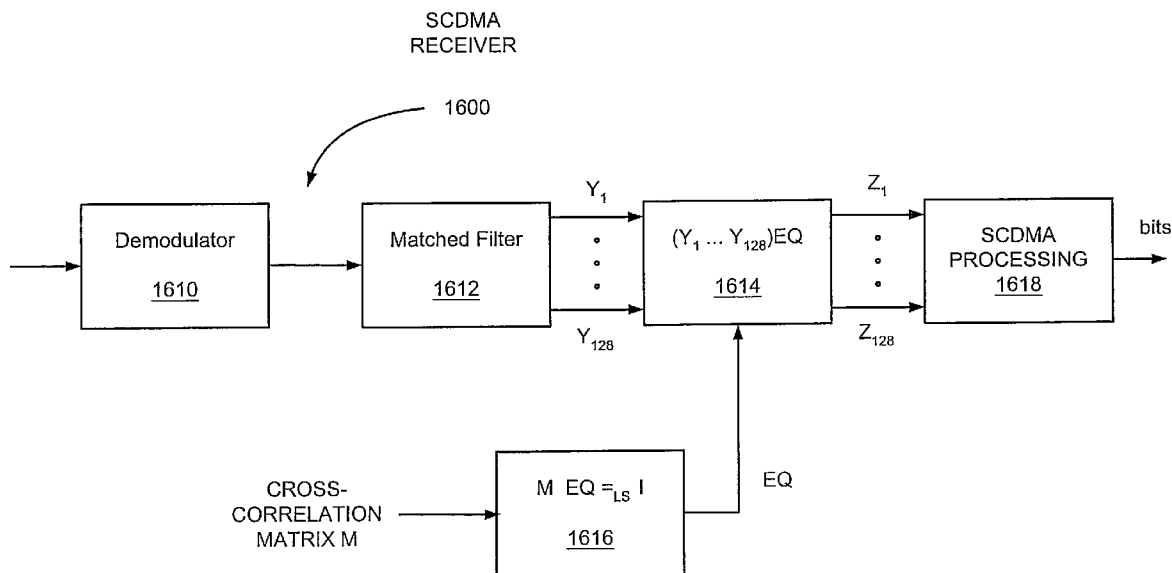 SCDMA
RECEIVER
1600
Demodulator
1610
Matched Filter
1612
Y₁
Y₁₂₈
(Y₁ ... Y₁₂₈)EQ
1614
Z₁
Z₁₂₈
SCDMA
PROCESSING
1618
bits
CROSS-
CORRELATION
MATRIX M
M EQ =LS I
1616
EQ